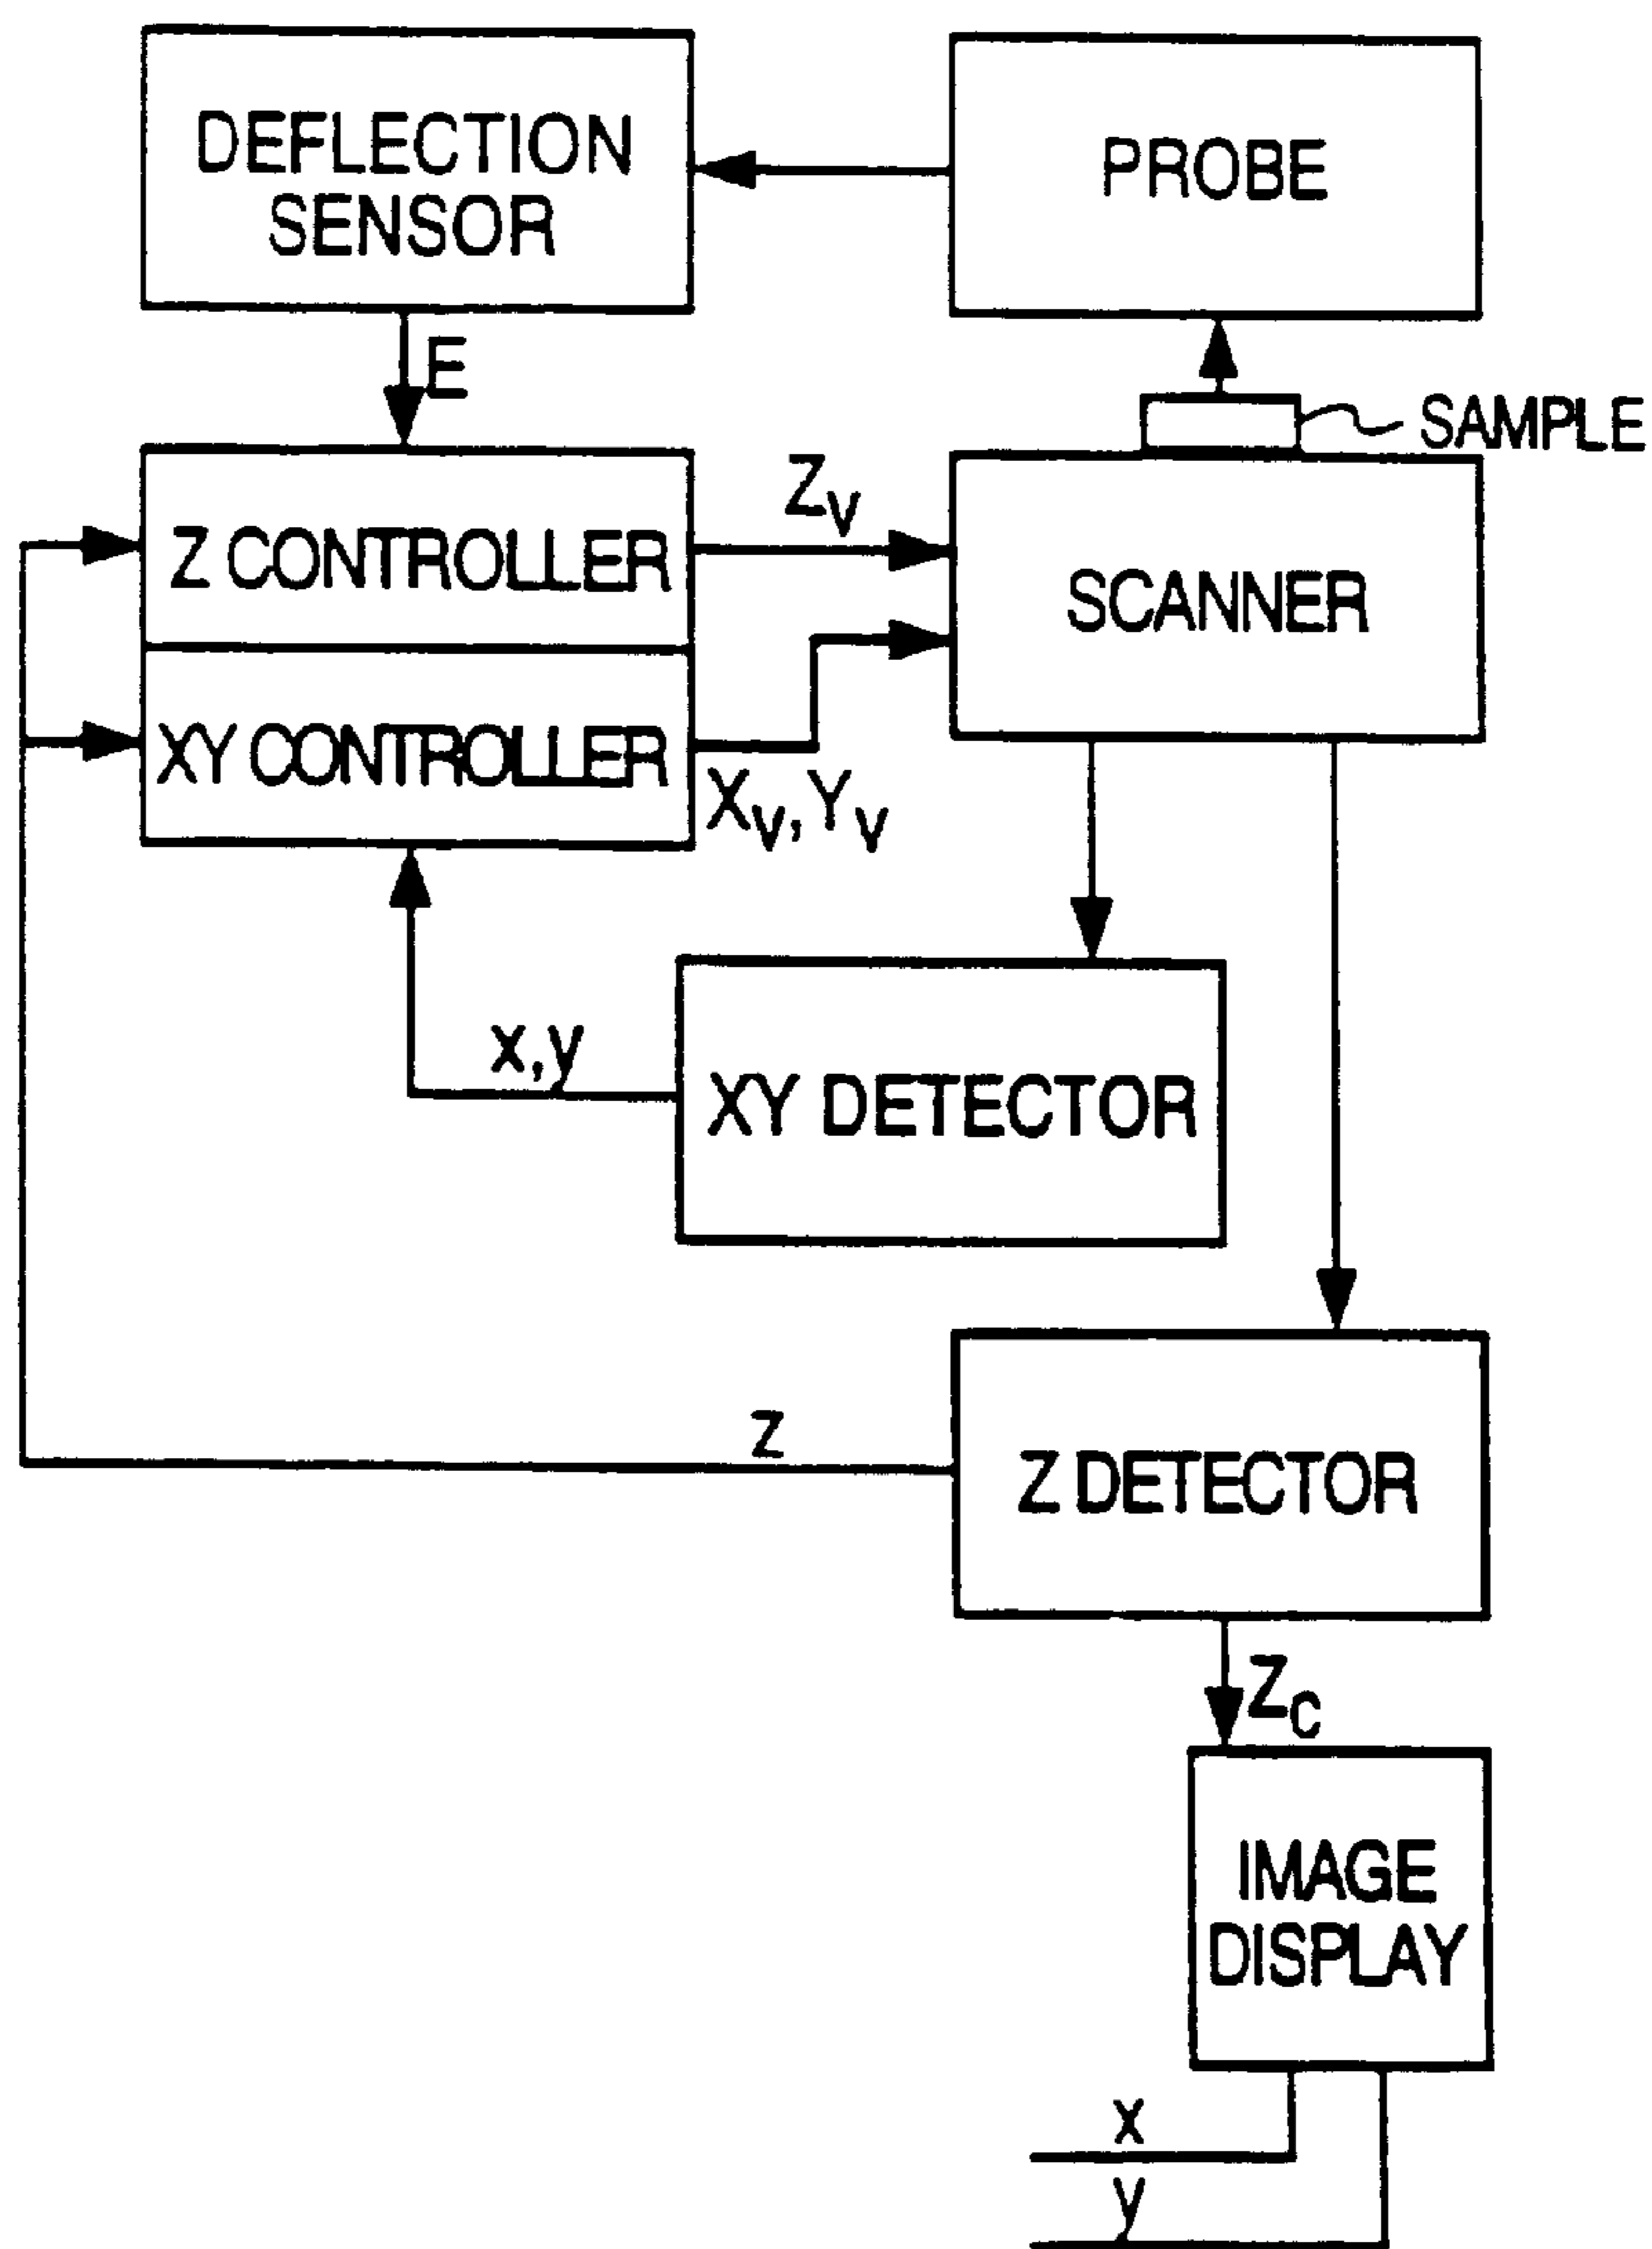 DEFLECTION
SENSOR
PROBE
E
SAMPLE
Z CONTROLLER
Zv
SCANNER
XY CONTROLLER
Xv, Yv
x,y
XY DETECTOR
z
Z DETECTOR
Zc
IMAGE
DISPLAY
x
y